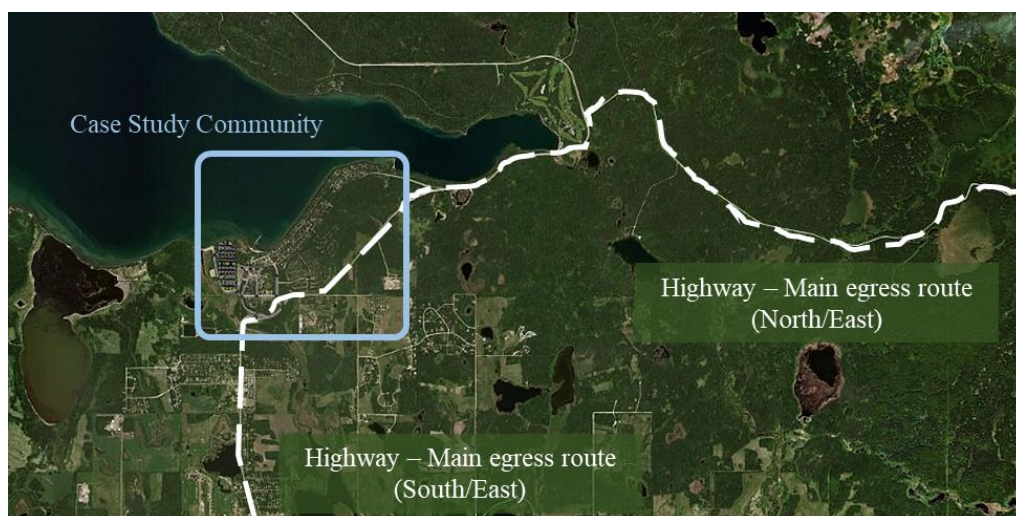 Case Study Community
Highway – Main egress route
(North/East)
Highway – Main egress route
(South/East)